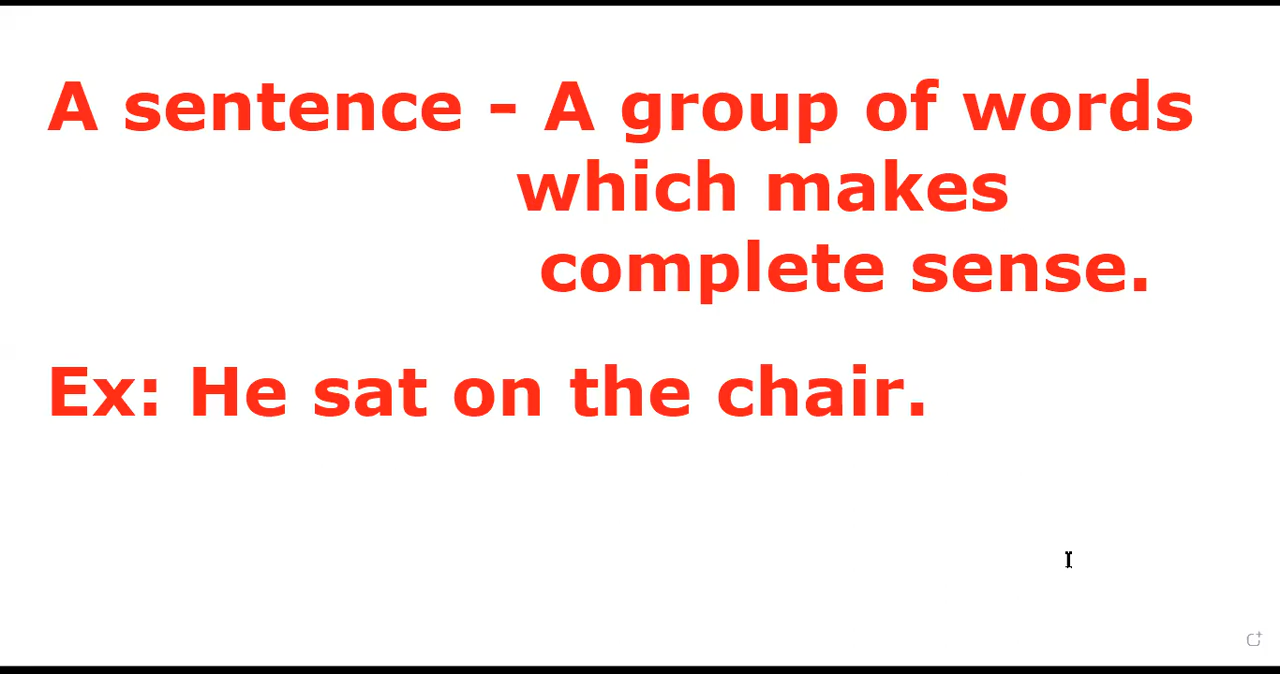 A sentence - A group of words
which makes
complete sense.
Ex: He sat on the chair.